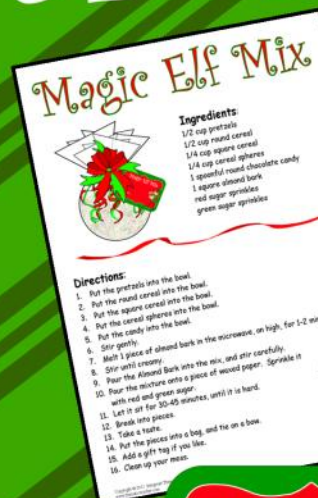 Magic Elf Mix
Ingredients:
1/2 cup pretzels
1/2 cup round cereal
1/4 cup square cereal
1/4 cup cereal spheres
1 spoonful round chocolate candy
1 square almond bark
red sugar sprinkles
green sugar sprinkles
Directions:
1. Put the pretzels into the bowl.
2. Put the round cereal into the bowl.
3. Put the square cereal into the bowl.
4. Put the cereal spheres into the bowl.
5. Put the candy into the bowl.
6. Stir gently.
7. Melt 1 piece of almond bark in the microwave, on high, for 1-2 min
8. Stir until creamy.
9. Pour the Almond Bark into the mix, and stir carefully.
10. Pour the mixture onto a piece of waxed paper. Sprinkle it
with red and green sugar.
11. Let it sit for 30-45 minutes, until it is hard.
12. Break into pieces.
13. Take a taste.
14. Put the pieces into a bag, and tie on a bow.
15. Add a gift tag if you like.
16. Clean up your mess.